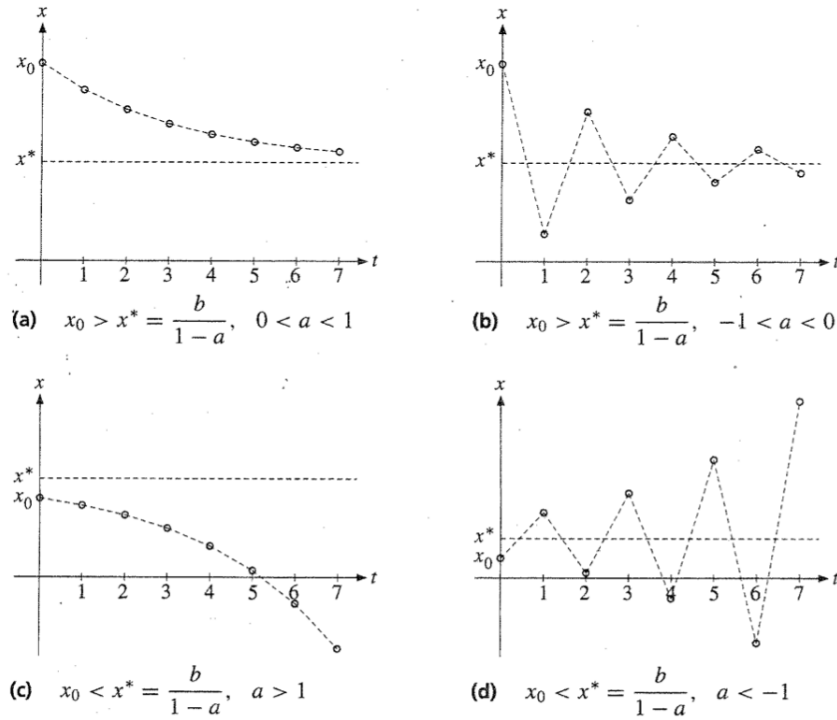 x
x₀
x*
1 2 3 4 5 6 7 t
(a) x₀ > x* = b/(1 − a), 0 < a < 1
x
x₀
x*
1 2 3 4 5 6 7 t
(b) x₀ > x* = b/(1 − a), −1 < a < 0
x
x*
x₀
1 2 3 4 5 6 7 t
(c) x₀ < x* = b/(1 − a), a > 1
x
x*
x₀
1 2 3 4 5 6 7 t
(d) x₀ < x* = b/(1 − a), a < −1